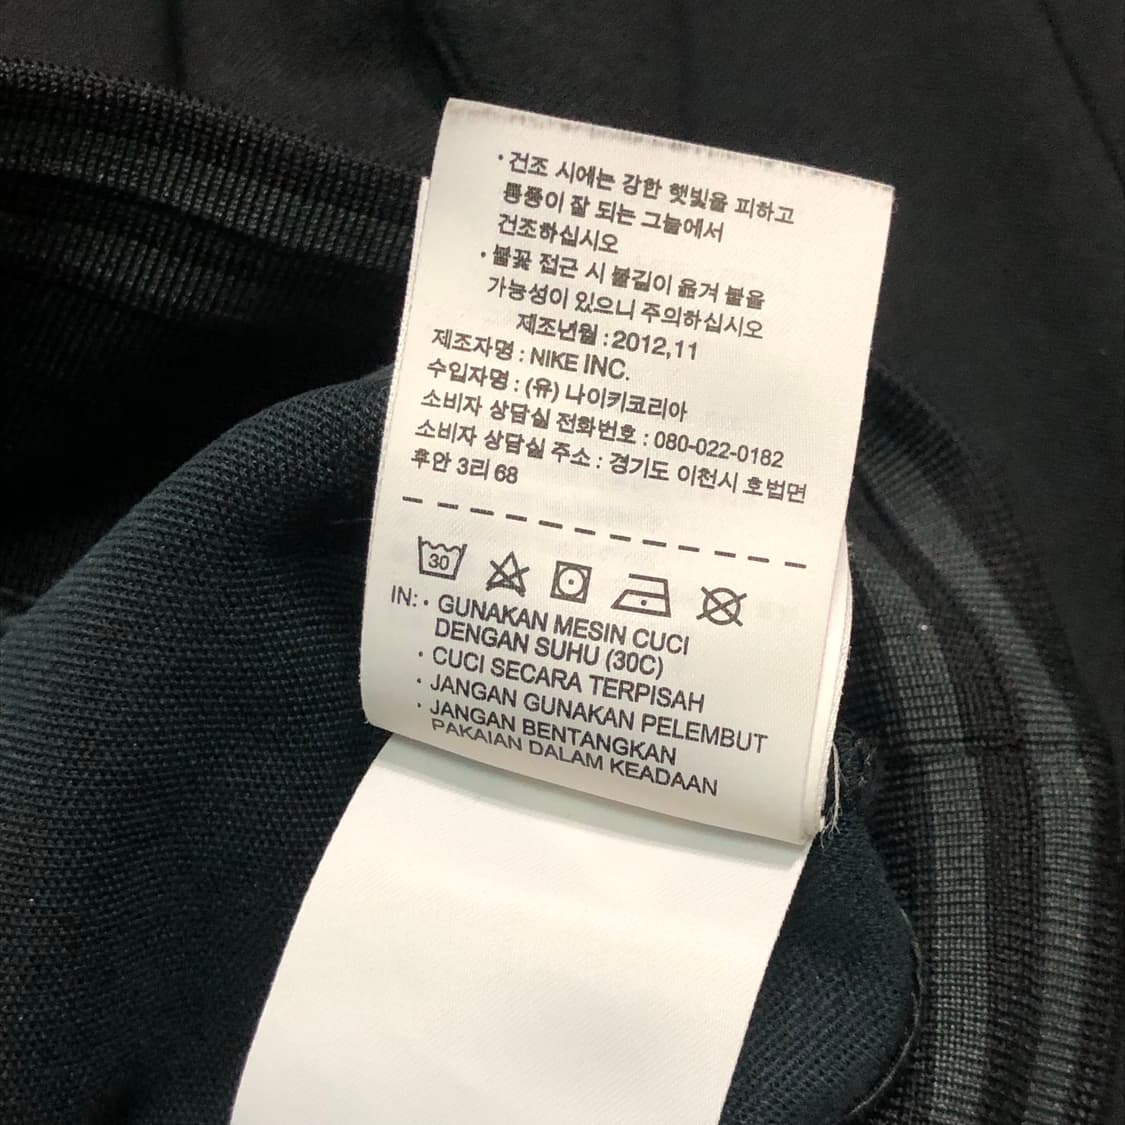 · 건조 시에는 강한 햇빛을 피하고
통풍이 잘 되는 그늘에서
건조하십시오
· 불꽃 접근 시 불길이 옮겨 붙을
가능성이 있으니 주의하십시오
제조년월 : 2012,11
제조자명 : NIKE INC.
수입자명 : (유) 나이키코리아
소비자 상담실 전화번호 : 080-022-0182
소비자 상담실 주소 : 경기도 이천시 호법면
후안 3리 68
30
IN: · GUNAKAN MESIN CUCI
DENGAN SUHU (30C)
· CUCI SECARA TERPISAH
· JANGAN GUNAKAN PELEMBUT
· JANGAN BENTANGKAN
PAKAIAN DALAM KEADAAN